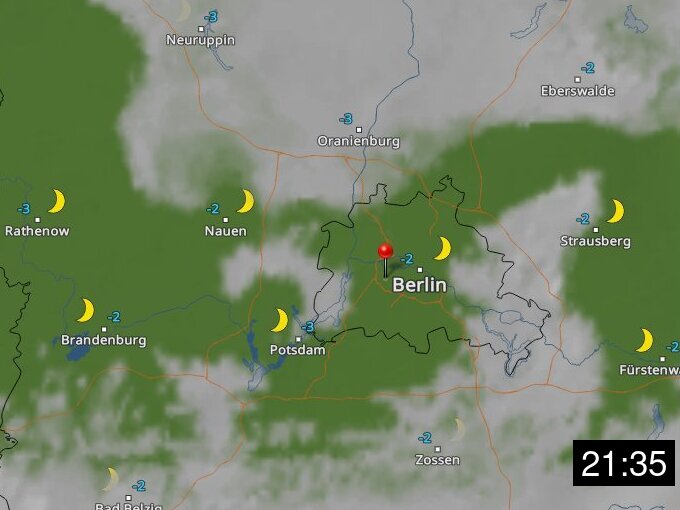 -3
Neuruppin
-2
Eberswalde
-3
Oranienburg
-3
Rathenow
-2
Nauen
-2
Strausberg
-2
Berlin
-2
Brandenburg
-3
Potsdam
-2
Fürstenwa
-2
Zossen
-2
Bad Belzig
21:35